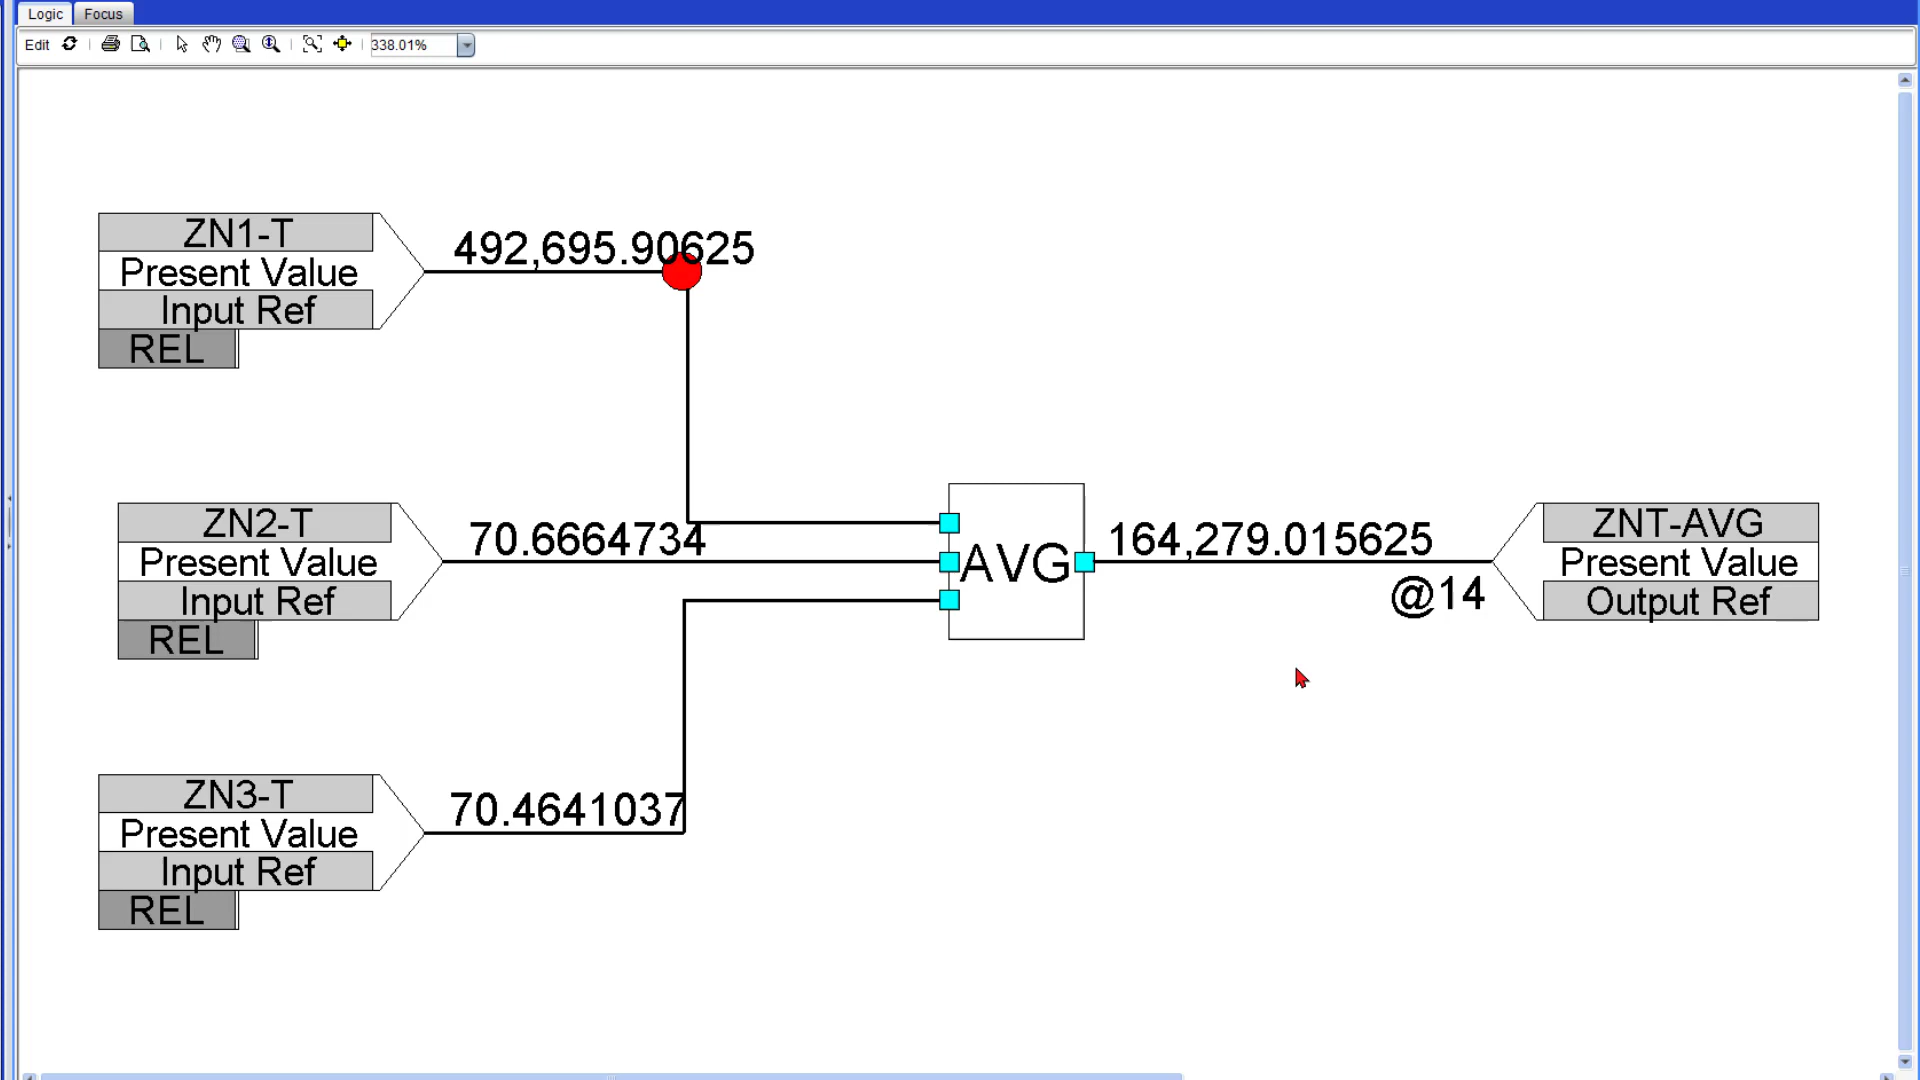 Logic
Focus
Edit
338.01%
ZN1-T
Present Value
Input Ref
REL
492,695.90625
ZN2-T
Present Value
Input Ref
REL
70.6664734
ZN3-T
Present Value
Input Ref
REL
70.4641037
AVG
164,279.015625
@14
ZNT-AVG
Present Value
Output Ref